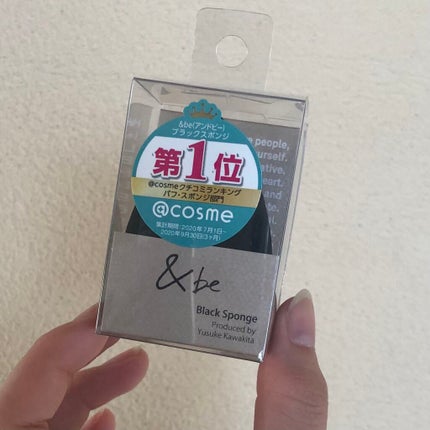 &be(アンドビー)
ブラックスポンジ
第1位
@cosmeクチコミランキング
パフ・スポンジ部門
@cosme
集計期間:2020年7月1日~
2020年9月30日(3ヶ月)
people,
yourself.
&be
Black Sponge
Produced by
Yusuke Kawakita